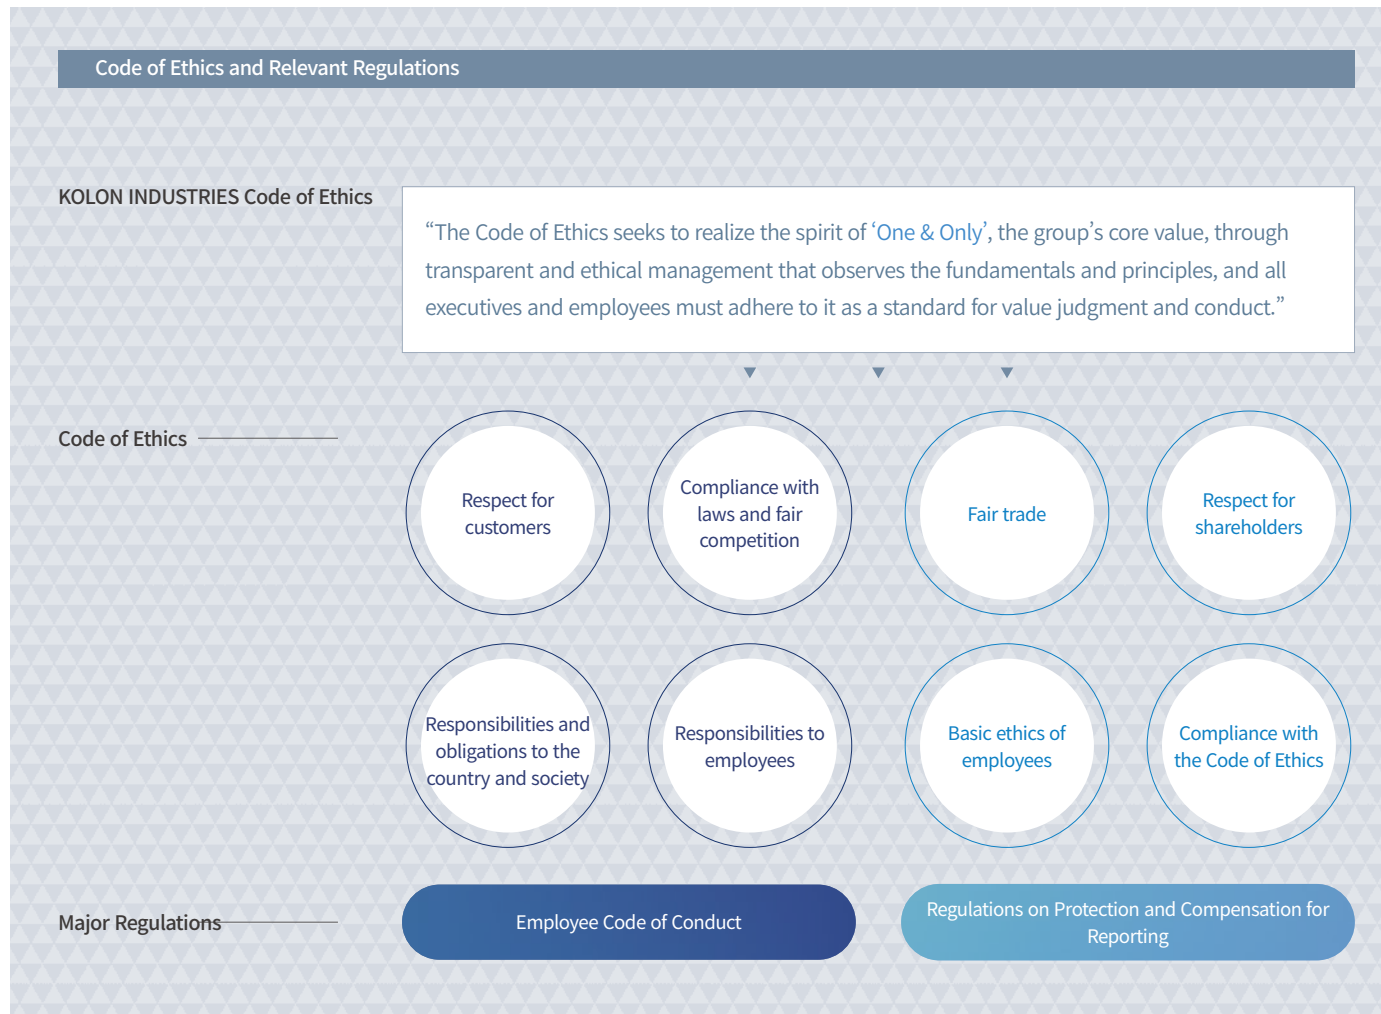 Code of Ethics and Relevant Regulations
KOLON INDUSTRIES Code of Ethics
“The Code of Ethics seeks to realize the spirit of ‘One & Only’, the group’s core value, through
transparent and ethical management that observes the fundamentals and principles, and all
executives and employees must adhere to it as a standard for value judgment and conduct.”
Code of Ethics
Respect for
customers
Compliance with
laws and fair
competition
Fair trade
Respect for
shareholders
Responsibilities and
obligations to the
country and society
Responsibilities to
employees
Basic ethics of
employees
Compliance with
the Code of Ethics
Major Regulations
Employee Code of Conduct
Regulations on Protection and Compensation for
Reporting